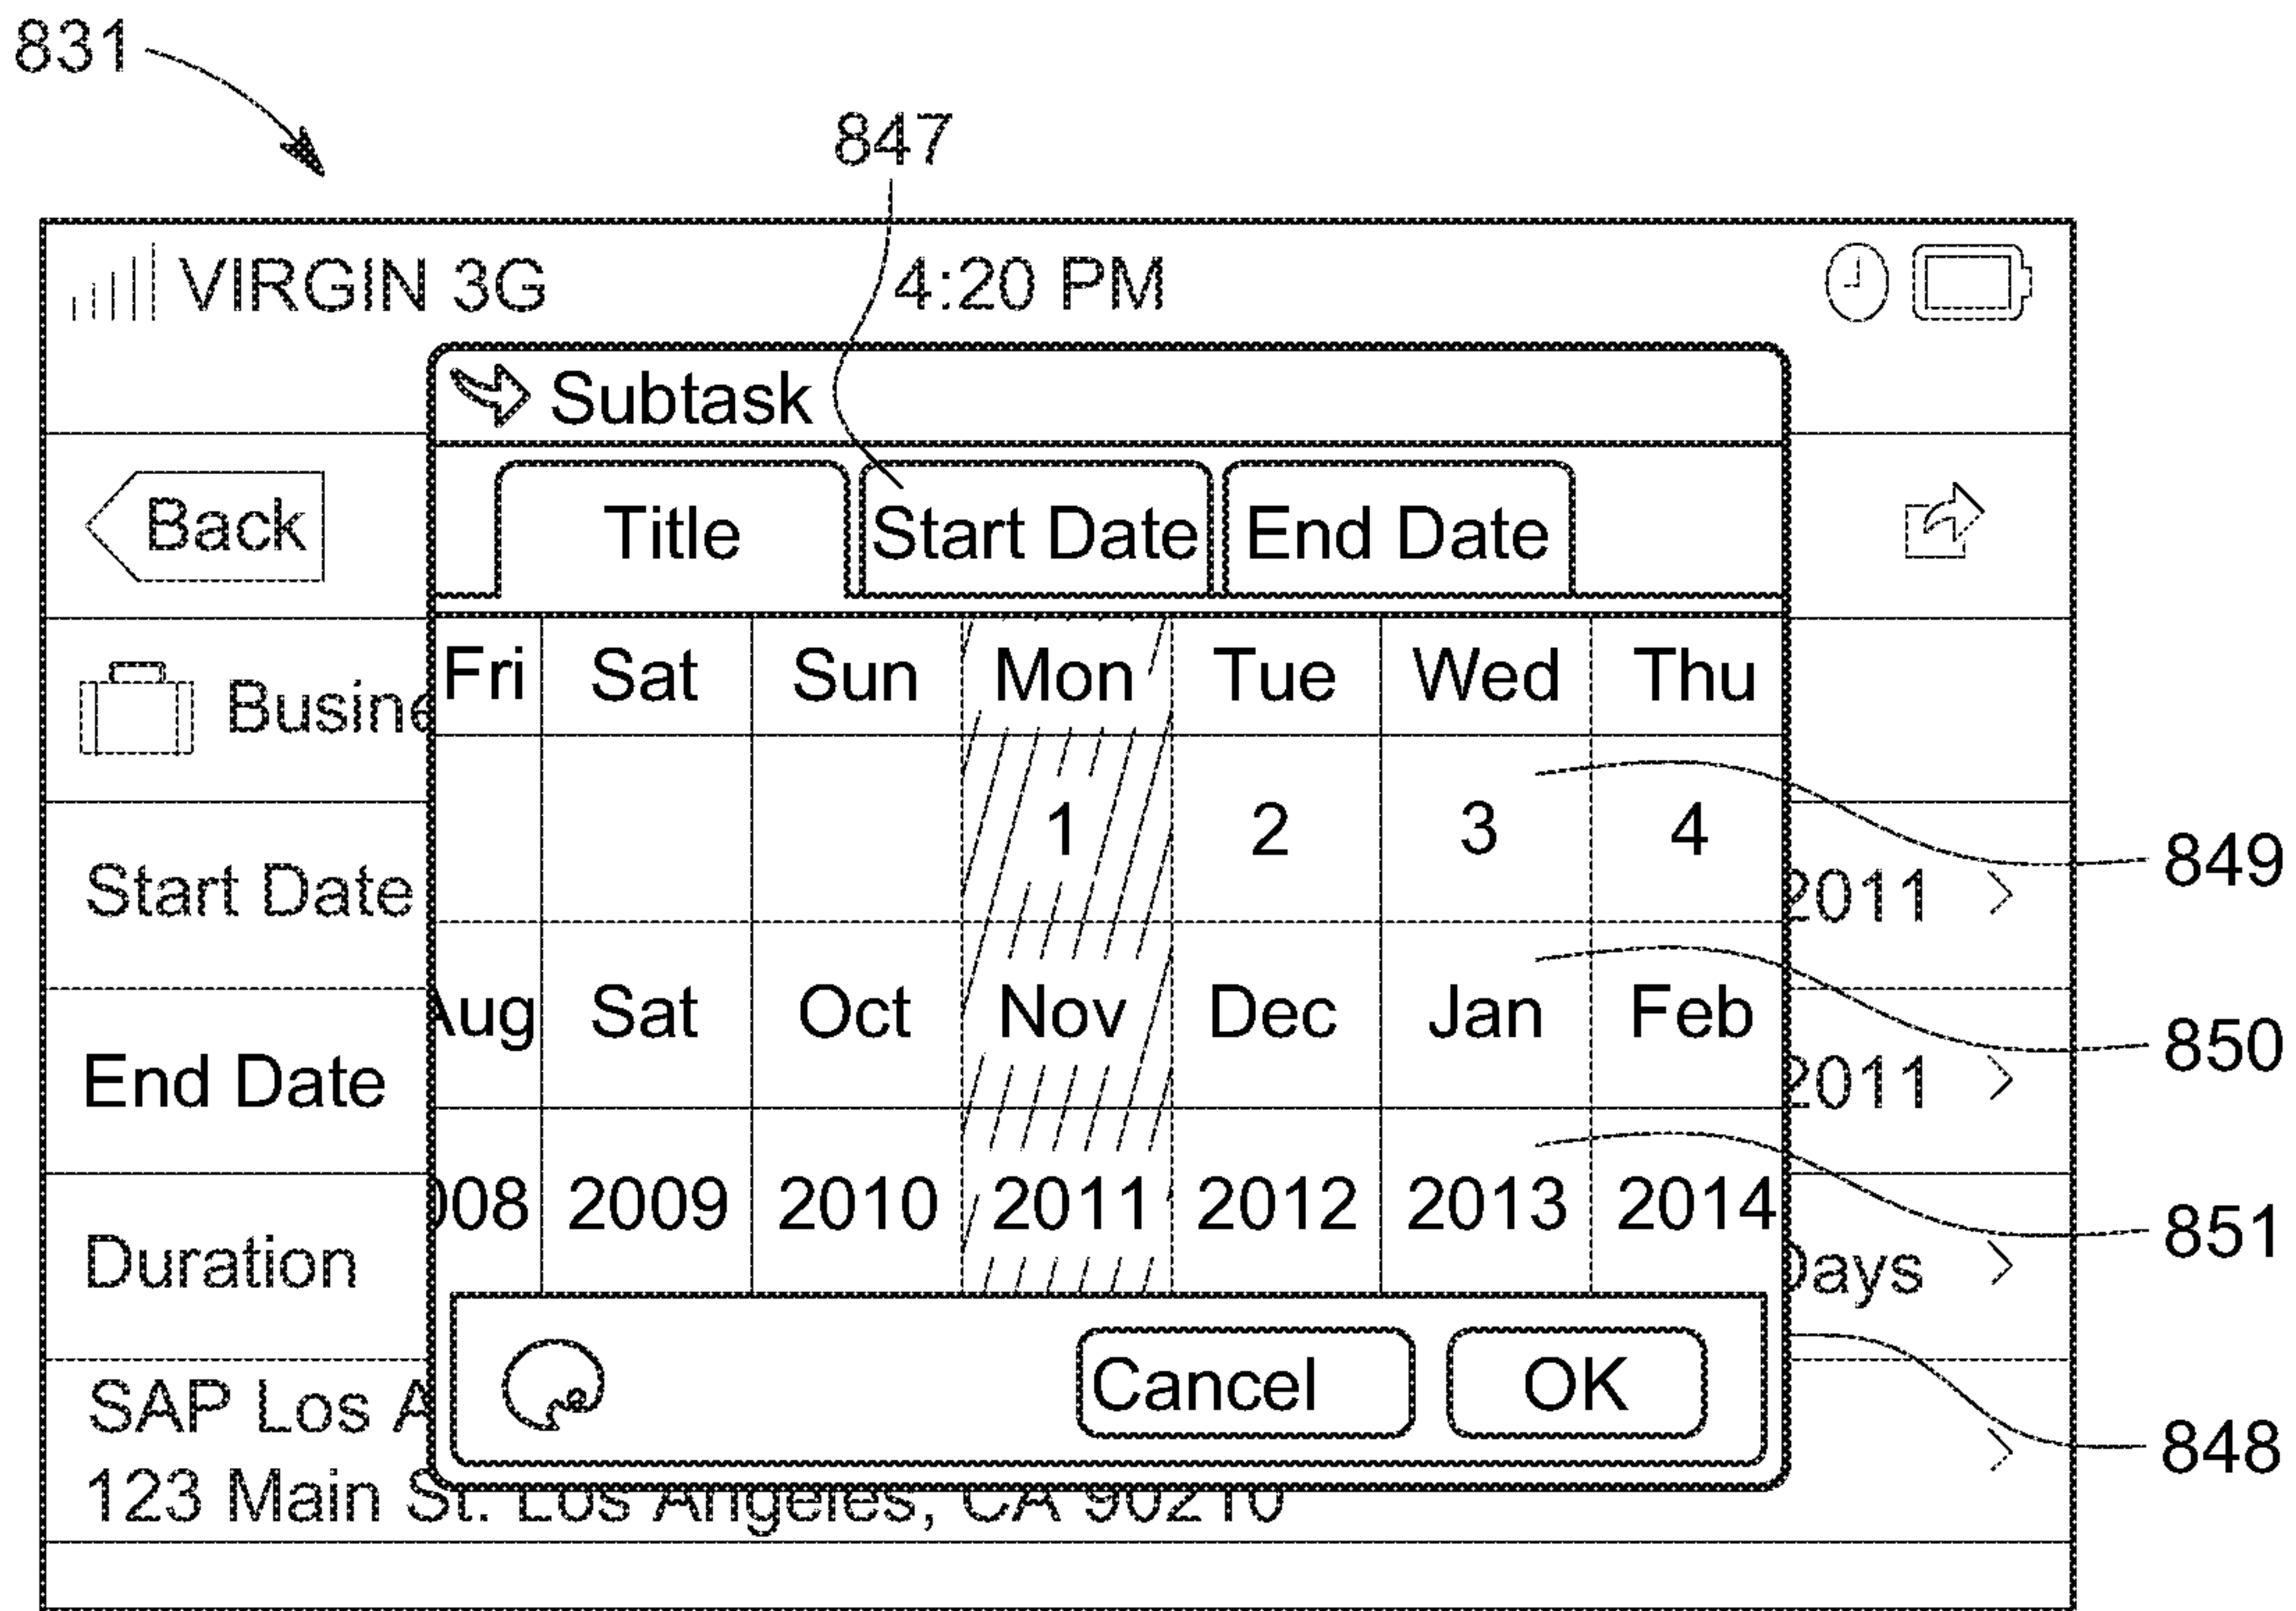 831
847
VIRGIN 3G 4:20 PM
Subtask
Back Title Start Date End Date
Fri Sat Sun Mon Tue Wed Thu
Busine
1 2 3 4
849
Start Date 2011 >
Aug Sat Oct Nov Dec Jan Feb
850
End Date 2011 >
008 2009 2010 2011 2012 2013 2014
851
Duration Days >
Cancel OK
SAP Los A >
848
123 Main St. Los Angeles, CA 90210